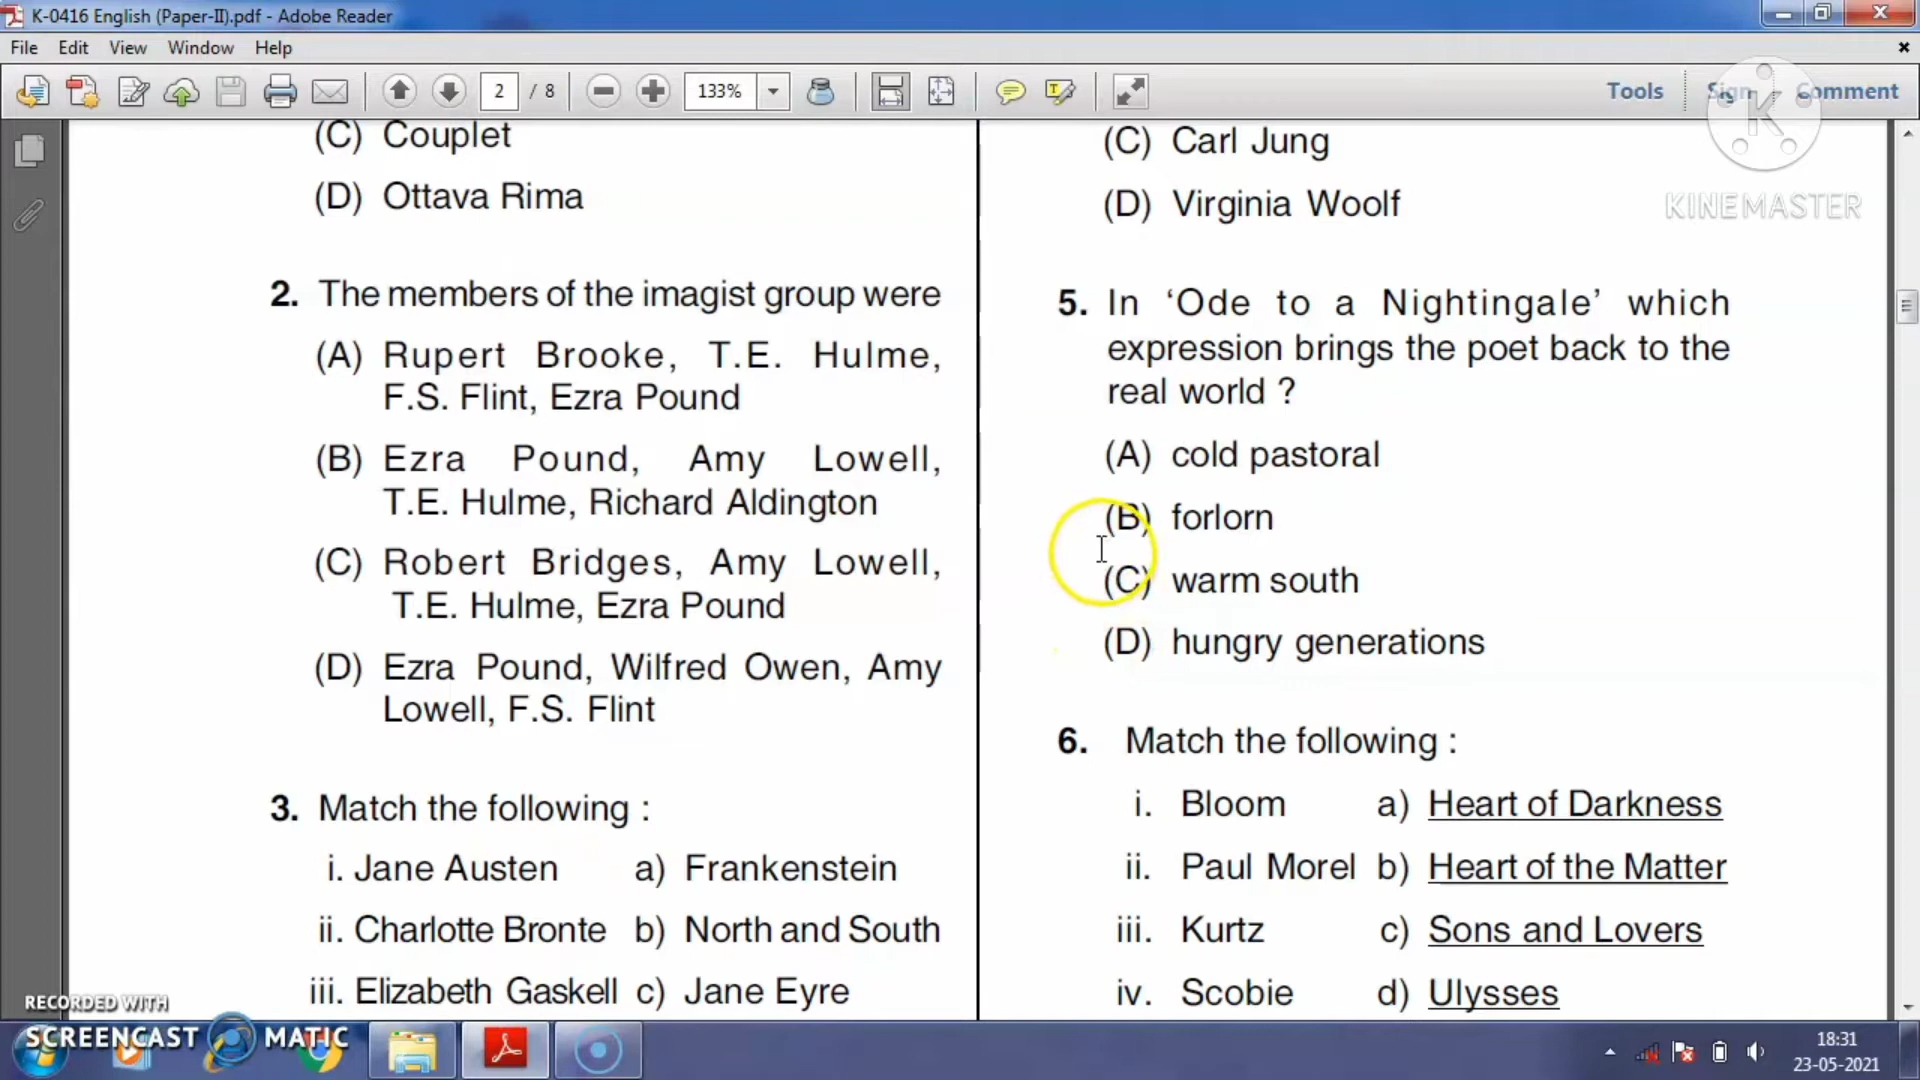 K-0416 English (Paper-II).pdf - Adobe Reader
File Edit View Window Help
2 / 8 133% Tools Sign Comment
KINEMASTER
(C) Couplet
(D) Ottava Rima
2. The members of the imagist group were
(A) Rupert Brooke, T.E. Hulme,
F.S. Flint, Ezra Pound
(B) Ezra Pound, Amy Lowell,
T.E. Hulme, Richard Aldington
(C) Robert Bridges, Amy Lowell,
T.E. Hulme, Ezra Pound
(D) Ezra Pound, Wilfred Owen, Amy
Lowell, F.S. Flint
3. Match the following :
i. Jane Austen a) Frankenstein
ii. Charlotte Bronte b) North and South
iii. Elizabeth Gaskell c) Jane Eyre
(C) Carl Jung
(D) Virginia Woolf
5. In ‘Ode to a Nightingale’ which
expression brings the poet back to the
real world ?
(A) cold pastoral
(B) forlorn
(C) warm south
(D) hungry generations
6. Match the following :
i. Bloom a) Heart of Darkness
ii. Paul Morel b) Heart of the Matter
iii. Kurtz c) Sons and Lovers
iv. Scobie d) Ulysses
RECORDED WITH
SCREENCAST MATIC
18:31
23-05-2021